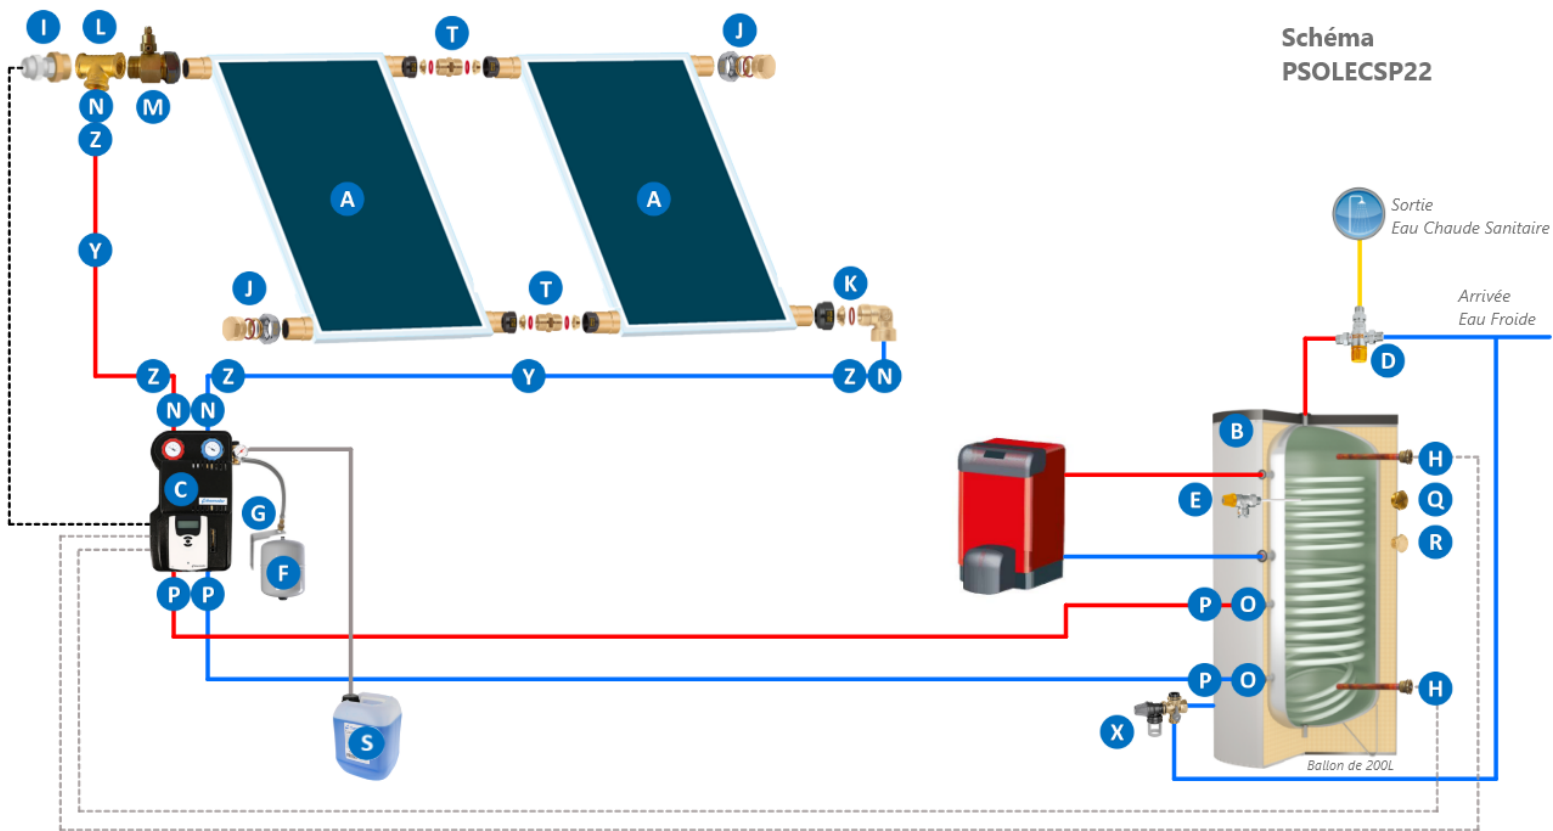 I
L
T
J
Schéma
PSOLECSP22
N
M
Z
A
A
Sortie
Eau Chaude Sanitaire
Y
J
T
K
Arrivée
Eau Froide
D
Z
Z
Y
Z
N
N
N
B
H
C
E
Q
G
R
F
P
P
P
O
P
O
H
X
S
Ballon de 200L